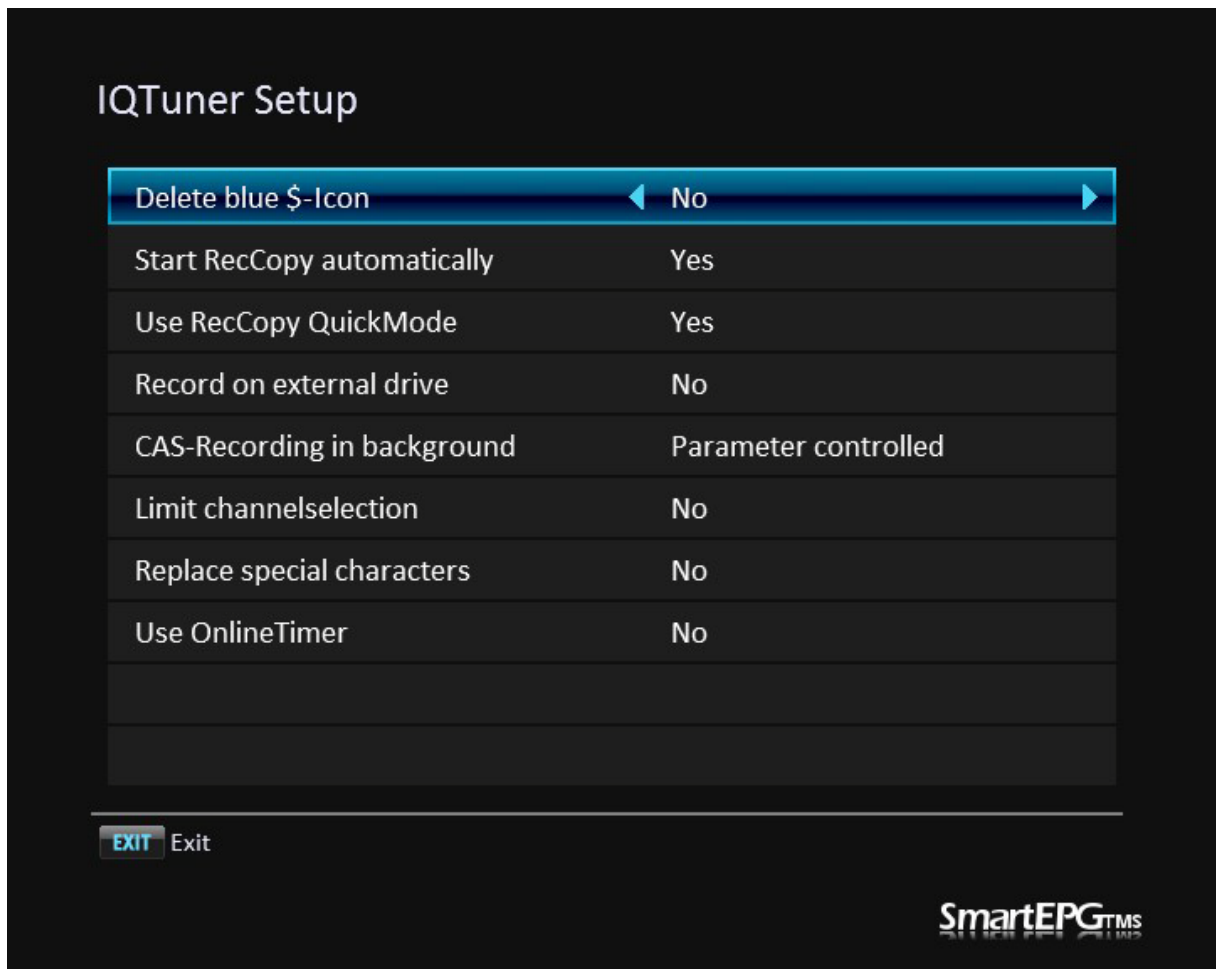 IQTuner Setup
Delete blue $-Icon No
Start RecCopy automatically Yes
Use RecCopy QuickMode Yes
Record on external drive No
CAS-Recording in background Parameter controlled
Limit channelselection No
Replace special characters No
Use OnlineTimer No
EXIT Exit
SmartEPG TMS